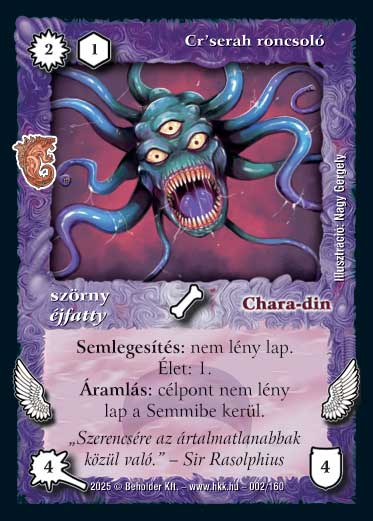 2
1
Cr'serah roncsoló
Illusztráció: Nagy Gergely
szörny
éjfatty
Chara-din
Semlegesítés: nem lény lap.
Élet: 1.
Áramlás: célpont nem lény
lap a Semmibe kerül.
„Szerencsére az ártalmatlanabbak
közül való.” – Sir Rasolphius
4
4
2025 © Beholder Kft. – www.hkk.hu – 002/160